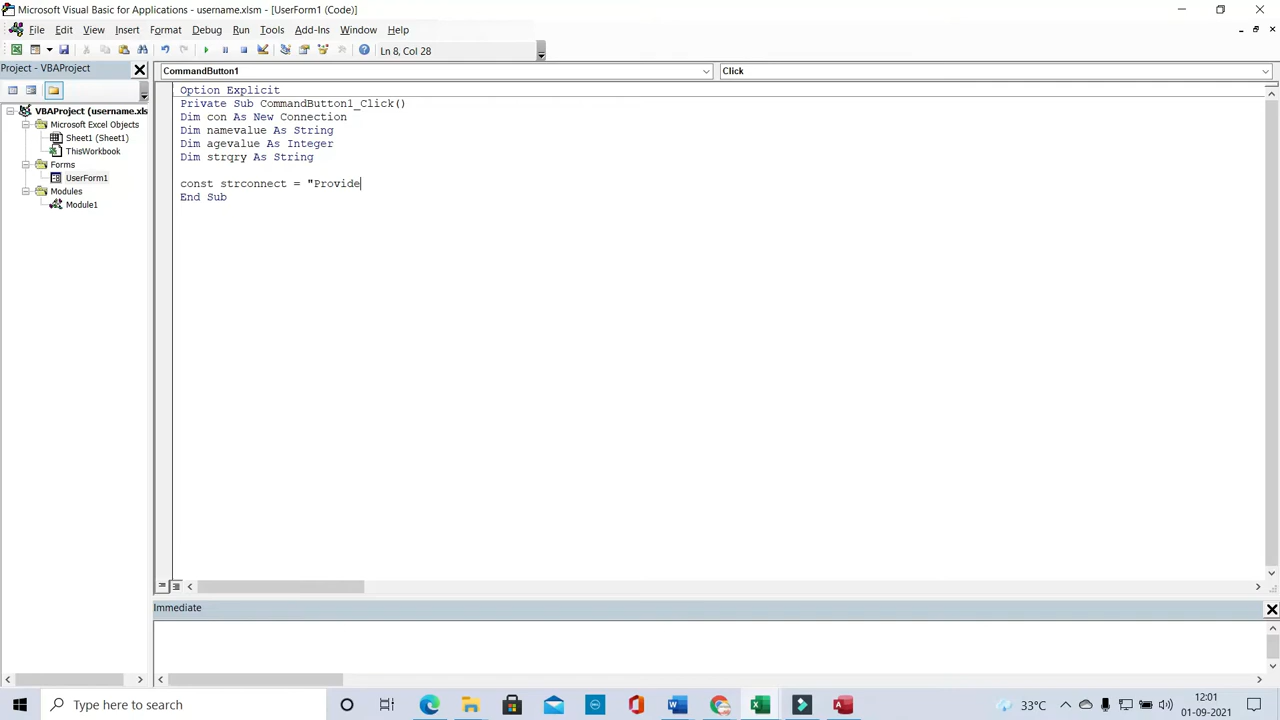 Microsoft Visual Basic for Applications - username.xlsm - [UserForm1 (Code)]
File Edit View Insert Format Debug Run Tools Add-Ins Window Help
Ln 8, Col 28
Project - VBAProject
CommandButton1
Click
VBAProject (username.xls
Microsoft Excel Objects
Sheet1 (Sheet1)
ThisWorkbook
Forms
UserForm1
Modules
Module1
Option Explicit
Private Sub CommandButton1_Click()
Dim con As New Connection
Dim namevalue As String
Dim agevalue As Integer
Dim strqry As String
const strconnect = "Provide
End Sub
Immediate
Type here to search
33°C
12:01
01-09-2021